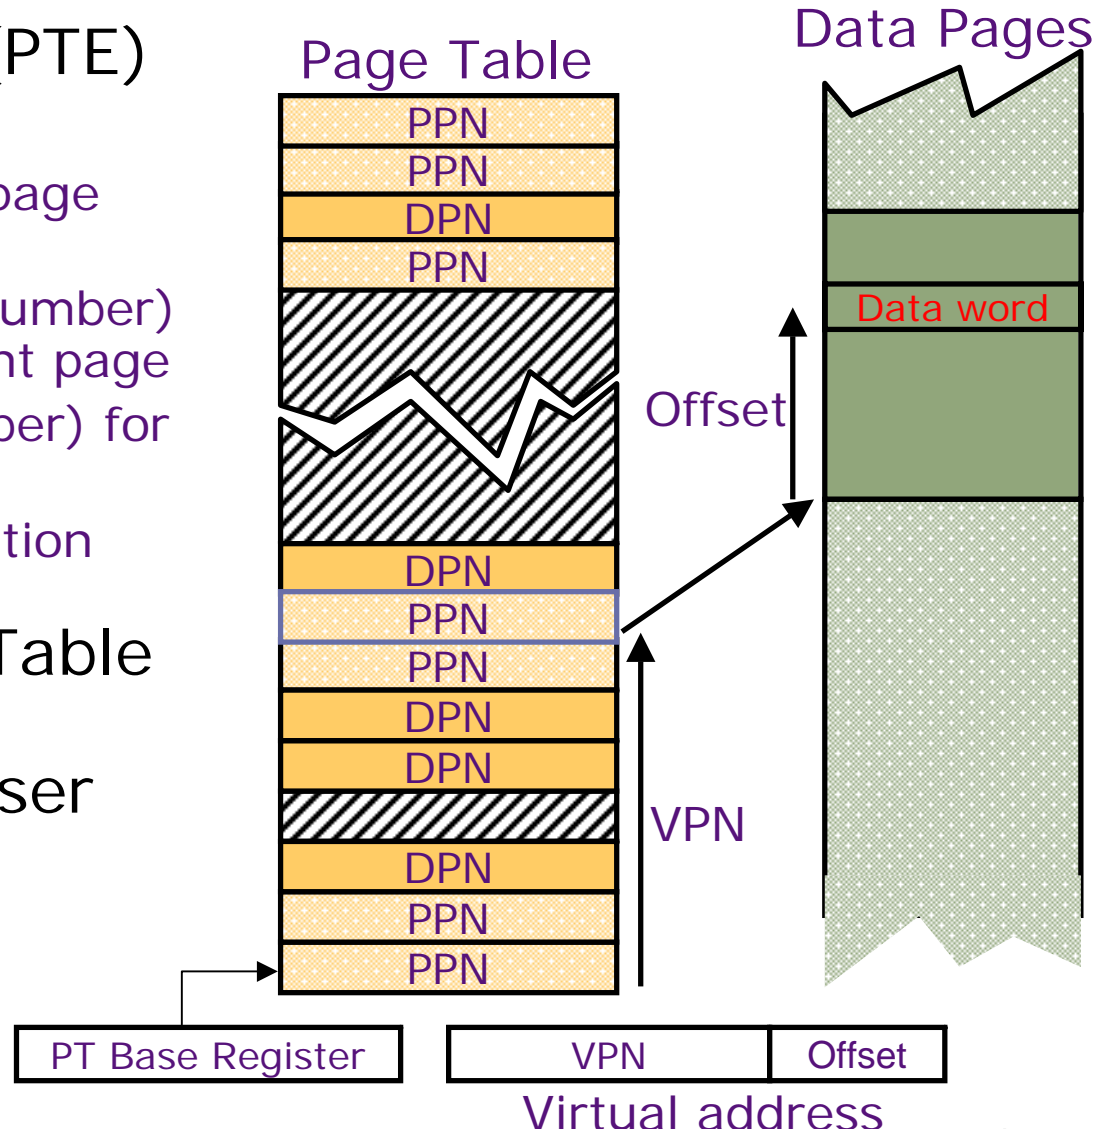 (PTE)
page
umber)
nt page
ber) for
tion
Table
ser
Page Table
PPN
PPN
DPN
PPN
DPN
PPN
PPN
DPN
DPN
DPN
PPN
PPN
VPN
Data Pages
Data word
Offset
PT Base Register
VPN Offset
Virtual address